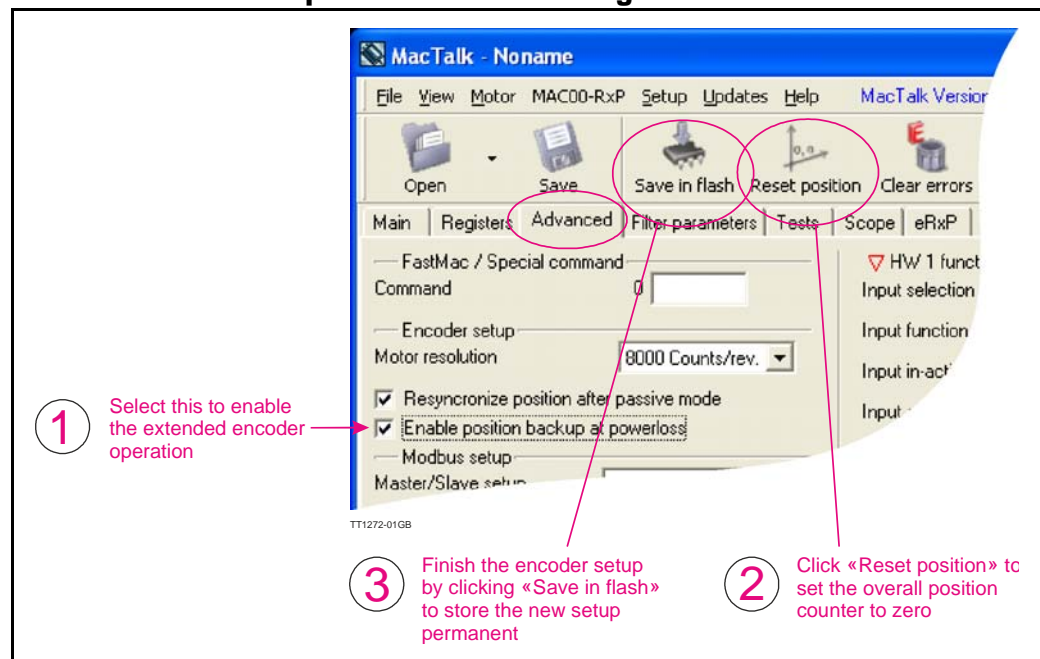 MacTalk - Noname
File View Motor MAC00-RxP Setup Updates Help MacTalk Version
Open Save Save in flash Reset position Clear errors
Main Registers Advanced Filter parameters Tests Scope eRxP
FastMac / Special command
Command 0
Encoder setup
Motor resolution 8000 Counts/rev.
Resyncronize position after passive mode
Enable position backup at powerloss
Modbus setup
Master/Slave setup
HW 1 funct
Input selection
Input function
Input in-act
Input
1
Select this to enable
the extended encoder
operation
TT1272-01GB
3
Finish the encoder setup
by clicking «Save in flash»
to store the new setup
permanent
2
Click «Reset position» to
set the overall position
counter to zero